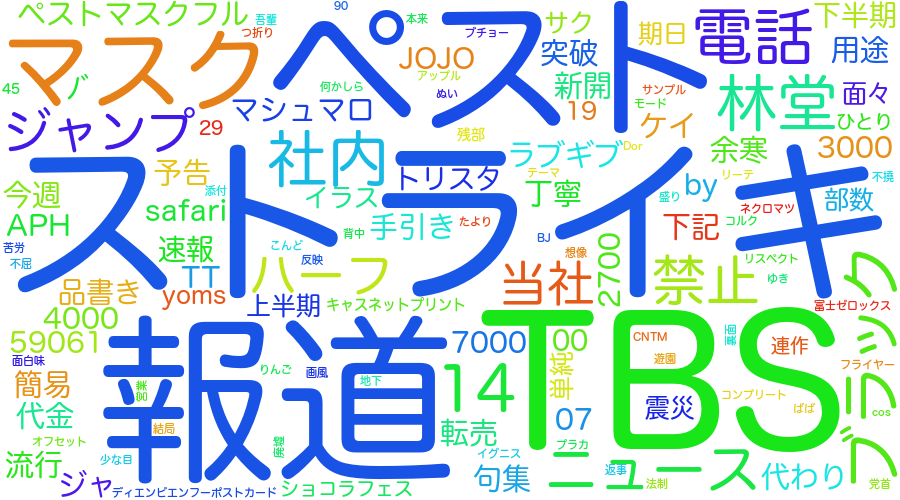 ペストマスクフル
吾輩
つ折り
90
本来
ブチョー
サク
期日
電話
下半期
マスク
ペスト
JOJO
突破
用途
アップル
何かしら
45
バ
ぬい
新開
サンプル
モード
林堂
面々
ジャンプ
29
マシュマロ
19
ケイ
ひとり
残部
社内
トリスタ
ラブギブ
Dor
余寒
3000
予告
添付
今週
イラス
テーマ
丁寧
by
リーテ
不撓
盛り
部数
APH
safari
ストライキ
背中
手引き
たより
ネクロマツ
コルク
下記
苦労
速報
こんど
BJ
想像
リスペクト
不屈
TT
反映
ハーフ
当社
2700
禁止
ゆき
品書き
yoms
上半期
キャスネットプリント
富士ゼロックス
ブラック
4000
59061
報道
TBS
7000
00
CNTM
裏面
連作
面白味
りんご
画風
地下
14
単純
遊園
フライヤー
簡易
コンプリート
代金
結局
07
震災
ぱぱ
cos
オフセット
廃墟
転売
ブラカ
流行
少な目
イグニス
句集
ニュース
返事
法制
代わり
党首
ジャ
ディエンビエンフーポストカード
ショコラフェス